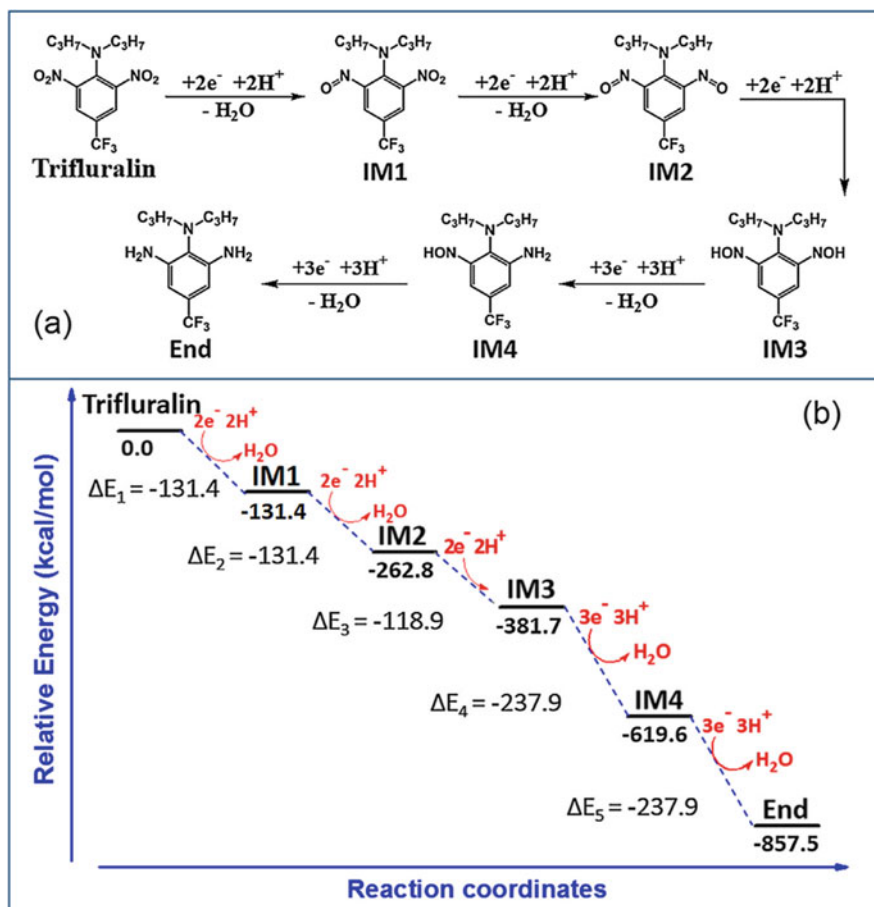 C₃H₇ C₃H₇ C₃H₇ C₃H₇ C₃H₇ C₃H₇
N N N
O₂N NO₂ +2e⁻ +2H⁺ O=N NO₂ +2e⁻ +2H⁺ O=N N=O +2e⁻ +2H⁺
- H₂O - H₂O
CF₃ CF₃ CF₃
Trifluralin IM1 IM2
C₃H₇ C₃H₇ C₃H₇ C₃H₇ C₃H₇ C₃H₇
N N N
H₂N NH₂ +3e⁻ +3H⁺ HOHN NH₂ +3e⁻ +3H⁺ HOHN NOH
- H₂O - H₂O
CF₃ CF₃ CF₃
(a) End IM4 IM3
(b)
Relative Energy (kcal/mol)
Trifluralin
0.0
2e⁻ 2H⁺
H₂O
ΔE₁ = -131.4
IM1
-131.4
2e⁻ 2H⁺
H₂O
ΔE₂ = -131.4
IM2
-262.8
2e⁻ 2H⁺
ΔE₃ = -118.9
IM3
-381.7
3e⁻ 3H⁺
H₂O
ΔE₄ = -237.9
IM4
-619.6
3e⁻ 3H⁺
H₂O
ΔE₅ = -237.9
End
-857.5
Reaction coordinates